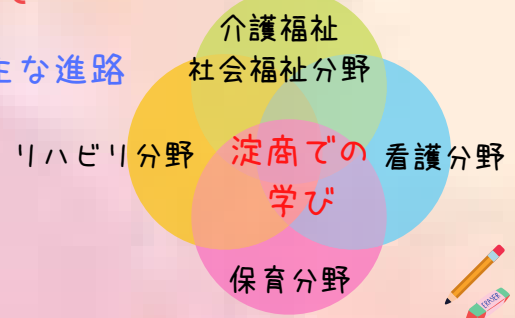 主な進路
介護福祉
社会福祉分野
リハビリ分野
淀商での
学び
看護分野
保育分野
ERASER